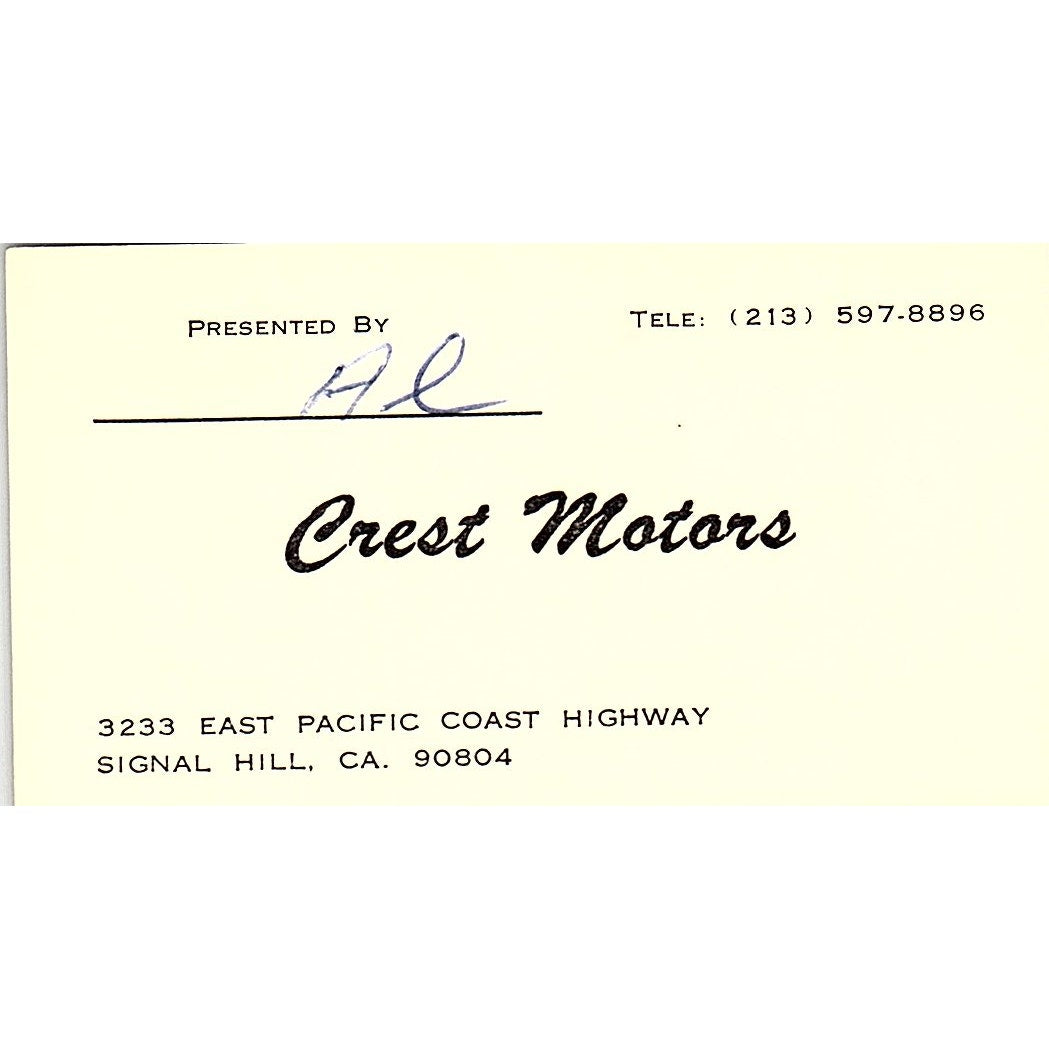 PRESENTED BY
TELE: (213) 597-8896
Al
Crest Motors
3233 EAST PACIFIC COAST HIGHWAY
SIGNAL HILL, CA. 90804